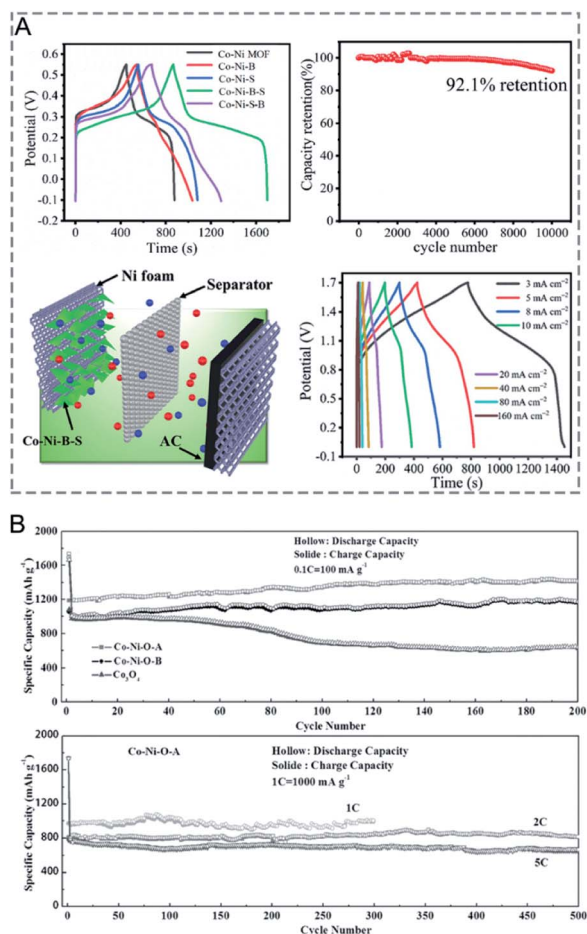 A
Co-Ni MOF
Co-Ni-B
Co-Ni-S
Co-Ni-B-S
Co-Ni-S-B
0.6
0.5
0.4
0.3
0.2
0.1
0.0
-0.1
-0.2
Potential (V)
0 400 800 1200 1600
Time (s)
100
80
60
40
20
0
Capacity retention(%)
92.1% retention
0 2000 4000 6000 8000 10000
cycle number
Ni foam
Separator
Co-Ni-B-S
AC
1.7
1.4
1.1
0.8
0.5
0.2
-0.1
Potential (V)
3 mA cm⁻²
5 mA cm⁻²
8 mA cm⁻²
10 mA cm⁻²
20 mA cm⁻²
40 mA cm⁻²
80 mA cm⁻²
160 mA cm⁻²
0 200 400 600 800 1000 1200 1400
Time (s)
B
2000
1600
1200
800
400
0
Specific Capacity (mAh g⁻¹)
Hollow: Discharge Capacity
Solide : Charge Capacity
0.1C=100 mA g⁻¹
Co-Ni-O-A
Co-Ni-O-B
Co₃O₄
0 20 40 60 80 100 120 140 160 180 200
Cycle Number
2000
1600
1200
800
400
0
Specific Capacity (mAh g⁻¹)
Co-Ni-O-A
Hollow: Discharge Capacity
Solide : Charge Capacity
1C=1000 mA g⁻¹
1C
2C
5C
0 50 100 150 200 250 300 350 400 450 500
Cycle Number